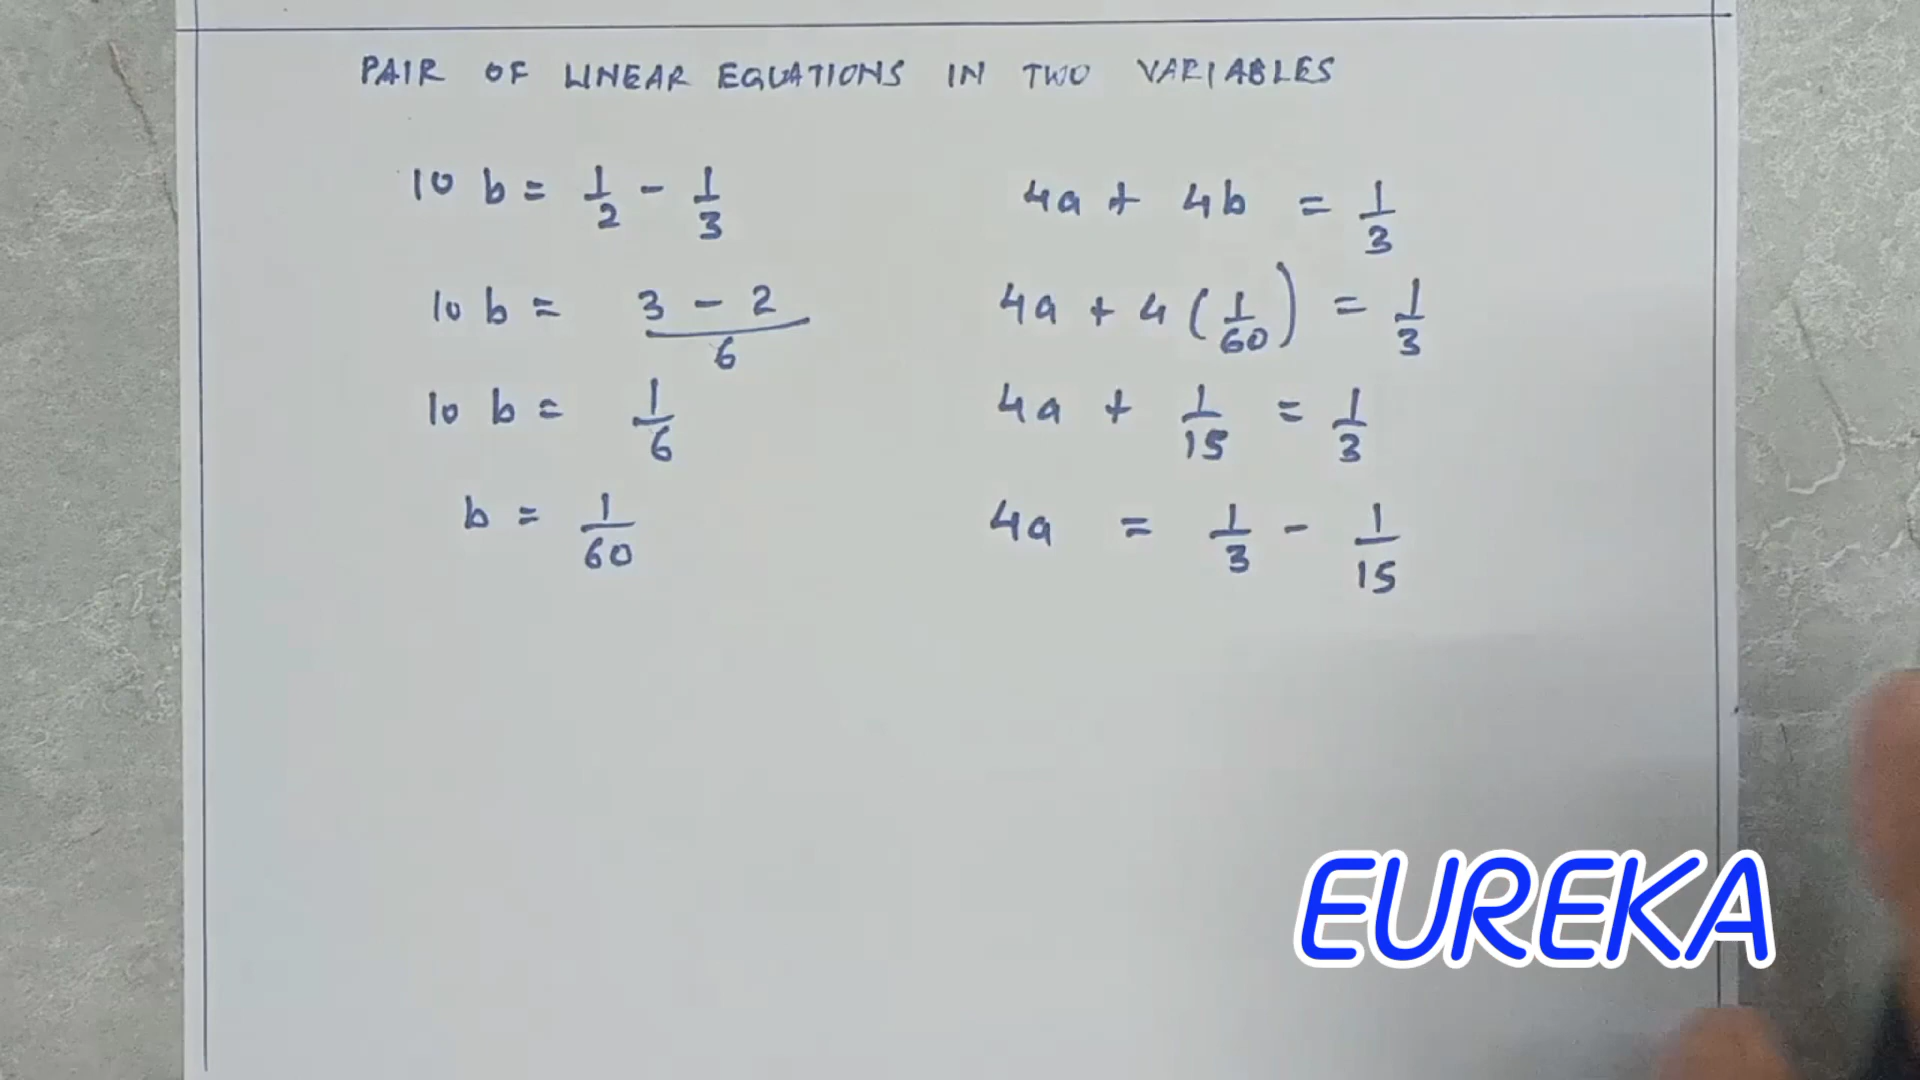 PAIR OF LINEAR EQUATIONS IN TWO VARIABLES
10 b = 1/2 - 1/3
10 b = 3 - 2 / 6
10 b = 1/6
b = 1/60
4a + 4b = 1/3
4a + 4 (1/60) = 1/3
4a + 1/15 = 1/3
4a = 1/3 - 1/15
EUREKA